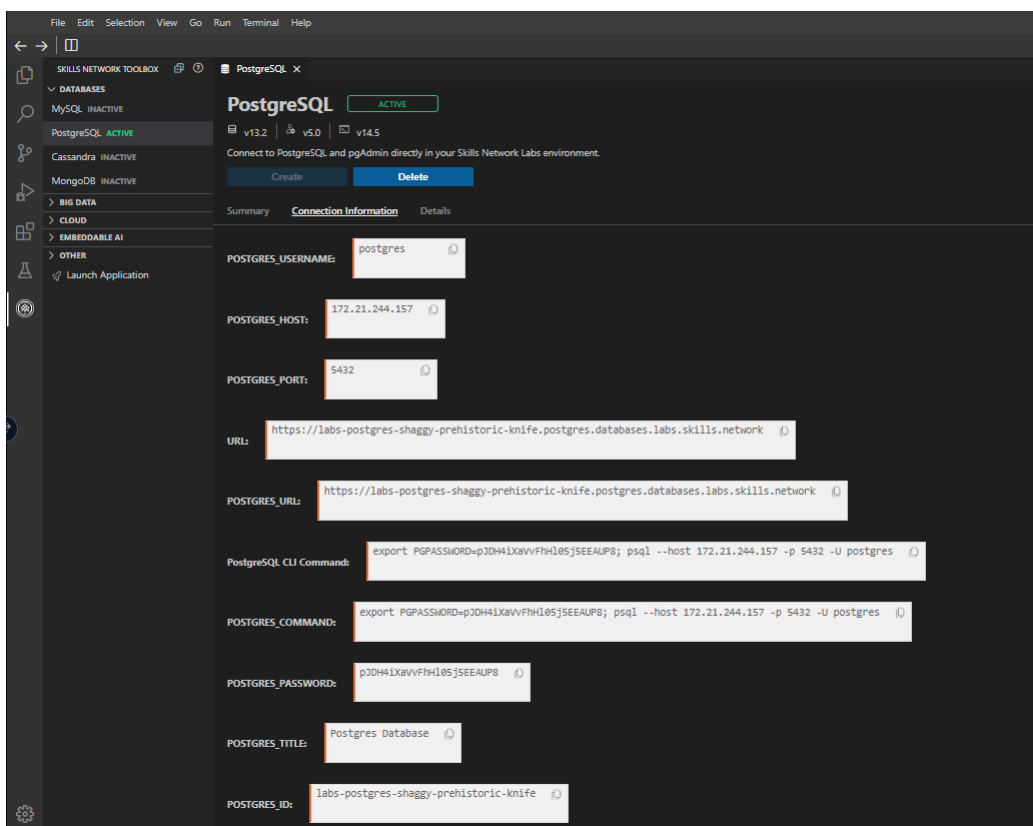 File Edit Selection View Go Run Terminal Help
SKILLS NETWORK TOOLBOX
DATABASES
MySQL INACTIVE
PostgreSQL ACTIVE
Cassandra INACTIVE
MongoDB INACTIVE
BIG DATA
CLOUD
EMBEDDABLE AI
OTHER
Launch Application
PostgreSQL
PostgreSQL ACTIVE
v13.2 v5.0 v14.5
Connect to PostgreSQL and pgAdmin directly in your Skills Network Labs environment.
Create Delete
Summary Connection Information Details
POSTGRES_USERNAME: postgres
POSTGRES_HOST: 172.21.244.157
POSTGRES_PORT: 5432
URL: https://labs-postgres-shaggy-prehistoric-knife.postgres.databases.labs.skills.network
POSTGRES_URL: https://labs-postgres-shaggy-prehistoric-knife.postgres.databases.labs.skills.network
PostgreSQL CLI Command: export PGPASSWORD=pJDH4iXaVvFhHl05j5EEAUP8; psql --host 172.21.244.157 -p 5432 -U postgres
POSTGRES_COMMAND: export PGPASSWORD=pJDH4iXaVvFhHl05j5EEAUP8; psql --host 172.21.244.157 -p 5432 -U postgres
POSTGRES_PASSWORD: pJDH4iXaVvFhHl05j5EEAUP8
POSTGRES_TITLE: Postgres Database
POSTGRES_ID: labs-postgres-shaggy-prehistoric-knife